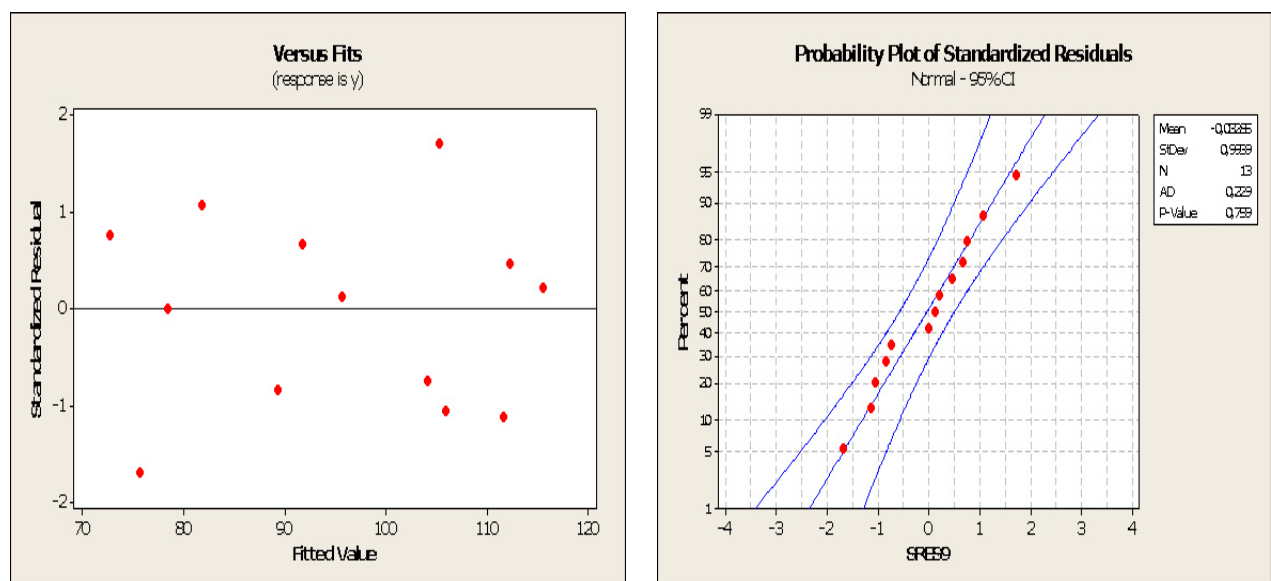 Versus Fits
(response is y)
Standardized Residual
2
1
0
-1
-2
70 80 90 100 110 120
Fitted Value
Probability Plot of Standardized Residuals
Normal - 95% CI
Percent
99
95
90
80
70
60
50
40
30
20
10
5
1
-4 -3 -2 -1 0 1 2 3 4
SRES9
Mean -0,03285
StDev 0,9939
N 13
AD 0,229
P-Value 0,759